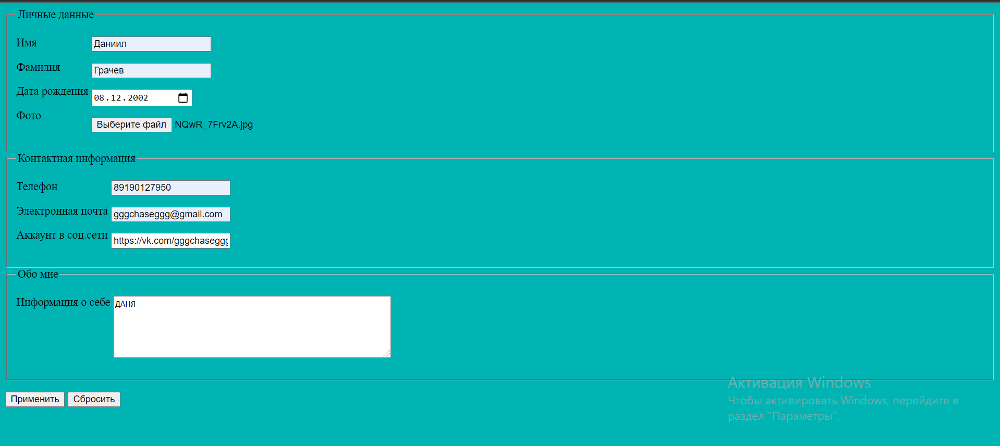 Личные данные
Имя Даниил
Фамилия Грачев
Дата рождения 08.12.2002
Фото Выберите файл NQwR_7Frv2A.jpg
Контактная информация
Телефон 89190127950
Электронная почта gggchaseggg@gmail.com
Аккаунт в соц.сети https://vk.com/gggchaseggg
Обо мне
Информация о себе ДАНЯ
Активация Windows
Чтобы активировать Windows, перейдите в
раздел "Параметры".
Применить Сбросить